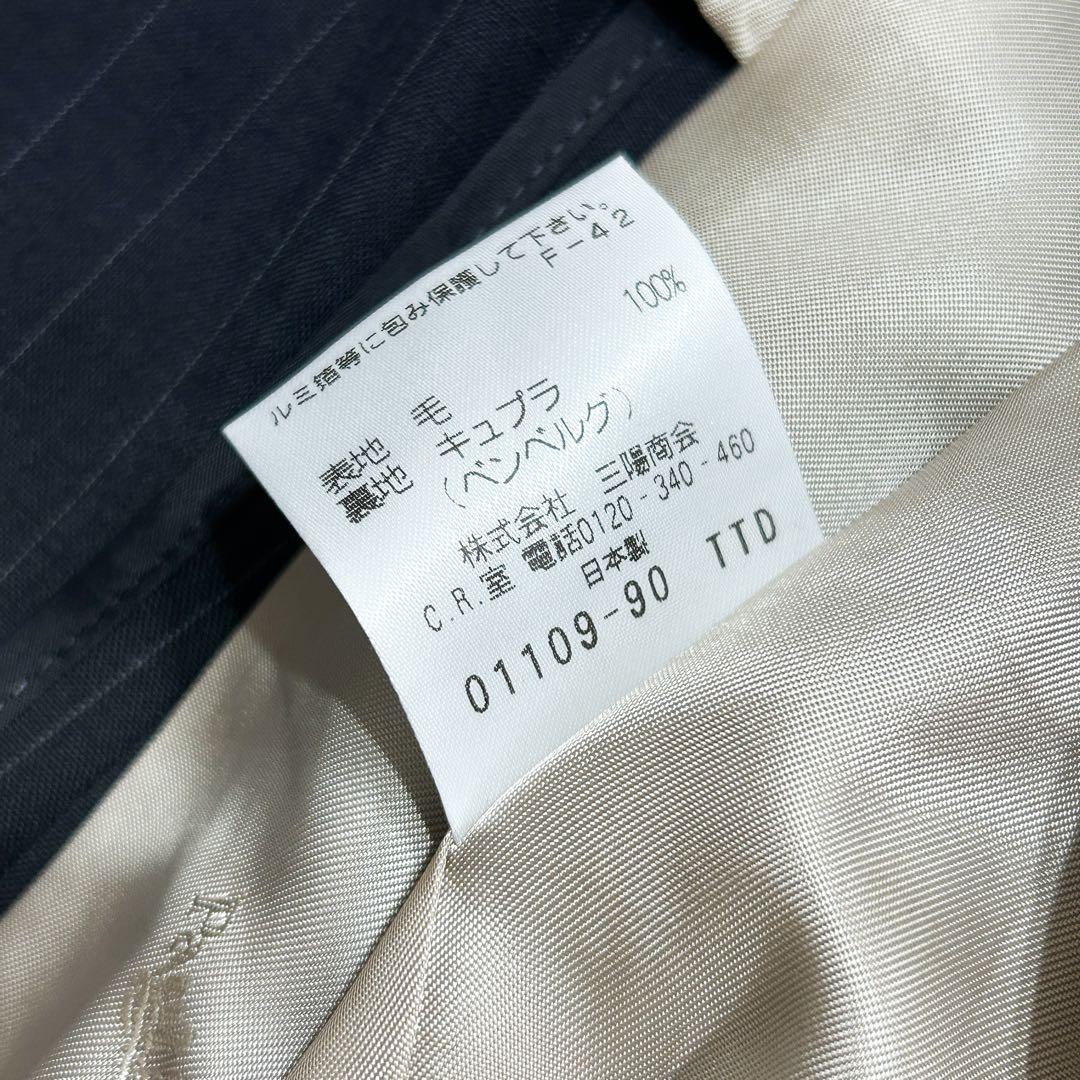 ルミ箔等に包み保護して下さい。
F-42
表地 毛 100%
裏地 キュプラ
(ベンベルグ)
株式会社 三陽商会
C.R.室 電話0120-340-460
日本製
01109-90 TTD